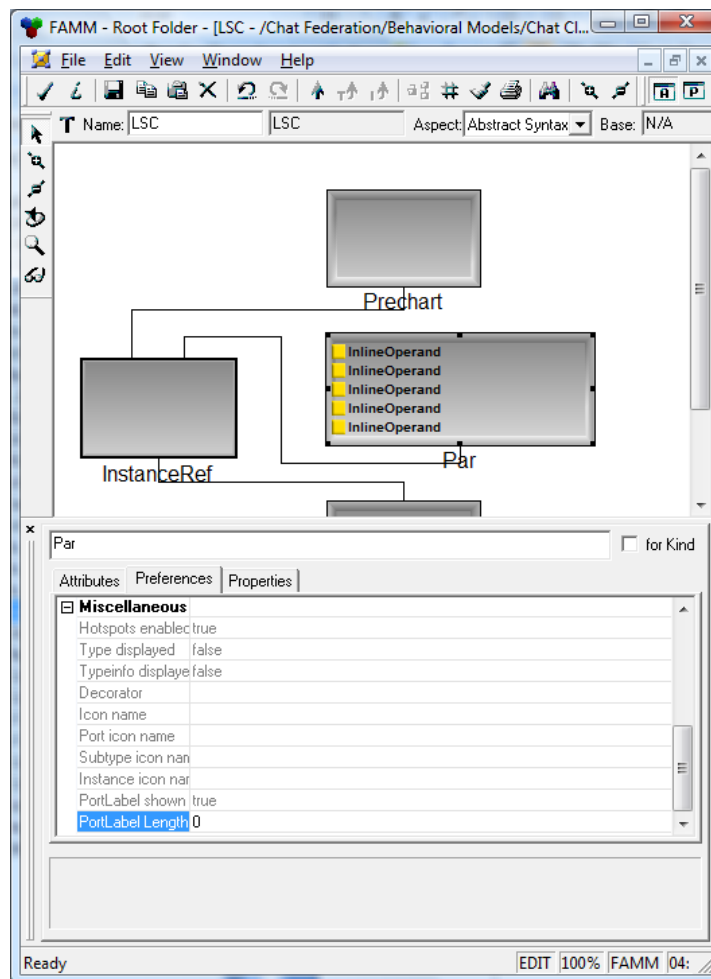 FAMM - Root Folder - [LSC - /Chat Federation/Behavioral Models/Chat Cl...
File Edit View Window Help
Name: LSC LSC Aspect: Abstract Syntax Base: N/A
Prechart
InlineOperand
InlineOperand
InlineOperand
InlineOperand
InlineOperand
Par
InstanceRef
Par for Kind
Attributes Preferences Properties
Miscellaneous
Hotspots enabled true
Type displayed false
Typeinfo displaye false
Decorator
Icon name
Port icon name
Subtype icon nan
Instance icon nar
PortLabel shown true
PortLabel Length 0
Ready EDIT 100% FAMM 04: